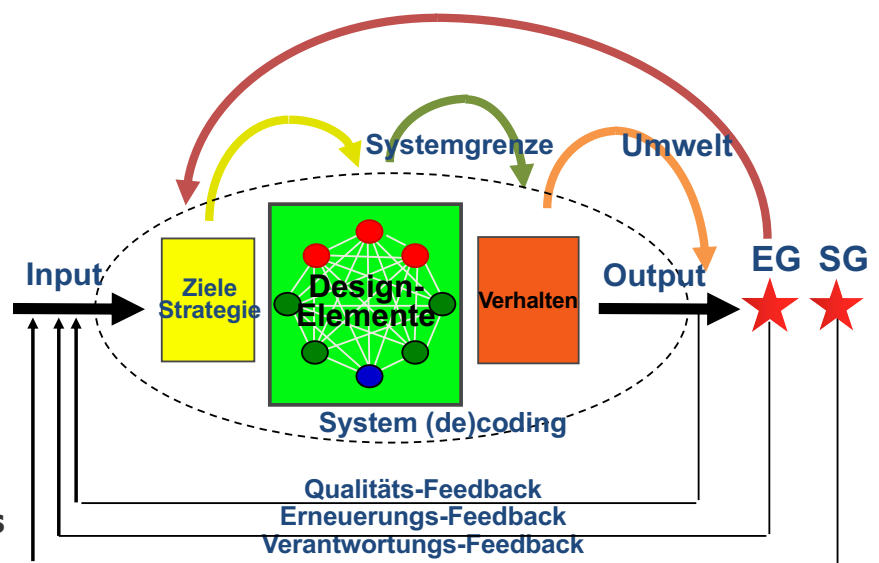 Systemgrenze
Umwelt
Input
Ziele
Strategie
Design-
Elemente
Verhalten
Output
EG SG
System (de)coding
Qualitäts-Feedback
Erneuerungs-Feedback
Verantwortungs-Feedback
s